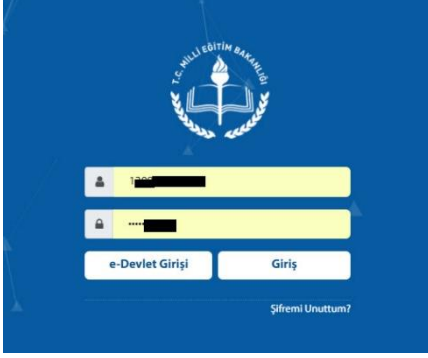 T.C. MİLLİ EĞİTİM BAKANLIĞI
e-Devlet Girişi
Giriş
Şifremi Unuttum?